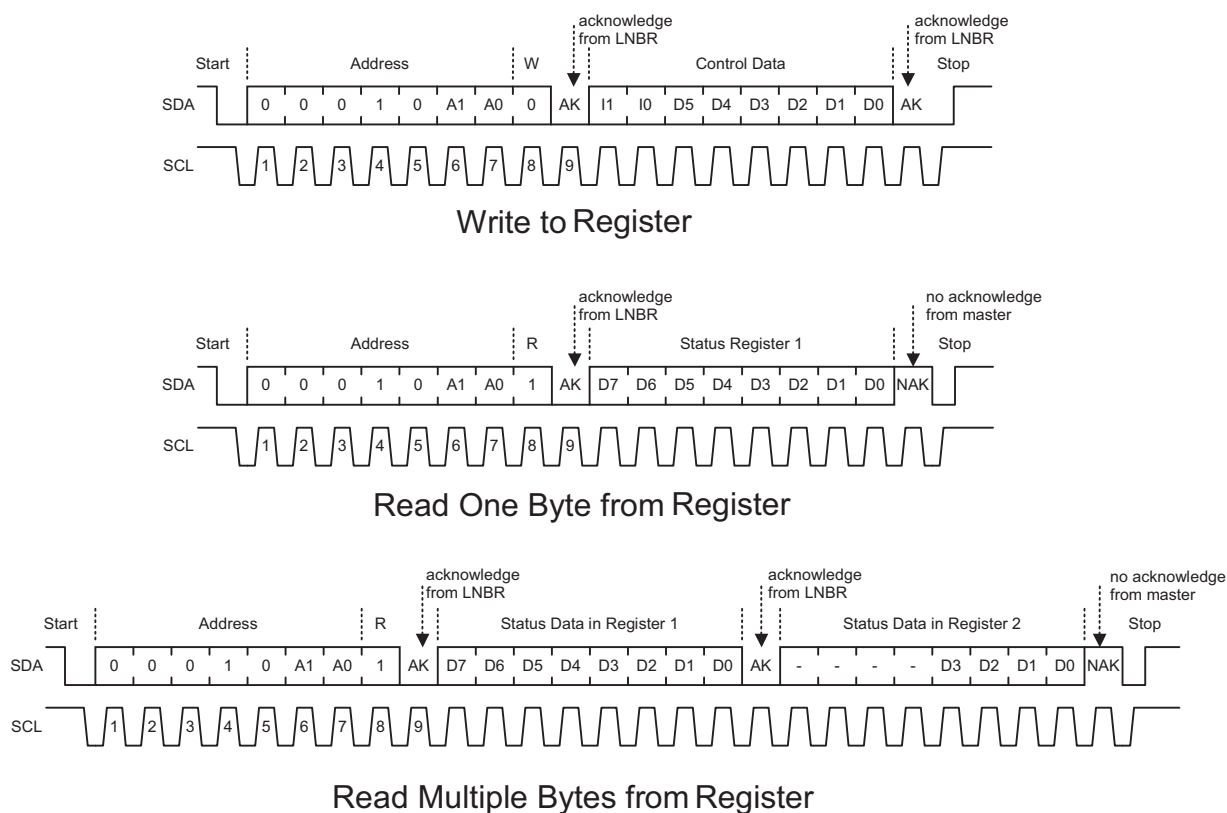 acknowledge acknowledge
from LNBR from LNBR
Start Address W Control Data Stop
SDA 0 0 0 1 0 A1 A0 0 AK I1 I0 D5 D4 D3 D2 D1 D0 AK
SCL 1 2 3 4 5 6 7 8 9
Write to Register
acknowledge no acknowledge
from LNBR from master
Start Address R Status Register 1 Stop
SDA 0 0 0 1 0 A1 A0 1 AK D7 D6 D5 D4 D3 D2 D1 D0 NAK
SCL 1 2 3 4 5 6 7 8 9
Read One Byte from Register
acknowledge acknowledge no acknowledge
from LNBR from LNBR from master
Start Address R Status Data in Register 1 Status Data in Register 2 Stop
SDA 0 0 0 1 0 A1 A0 1 AK D7 D6 D5 D4 D3 D2 D1 D0 AK - - - - D3 D2 D1 D0 NAK
SCL 1 2 3 4 5 6 7 8 9
Read Multiple Bytes from Register